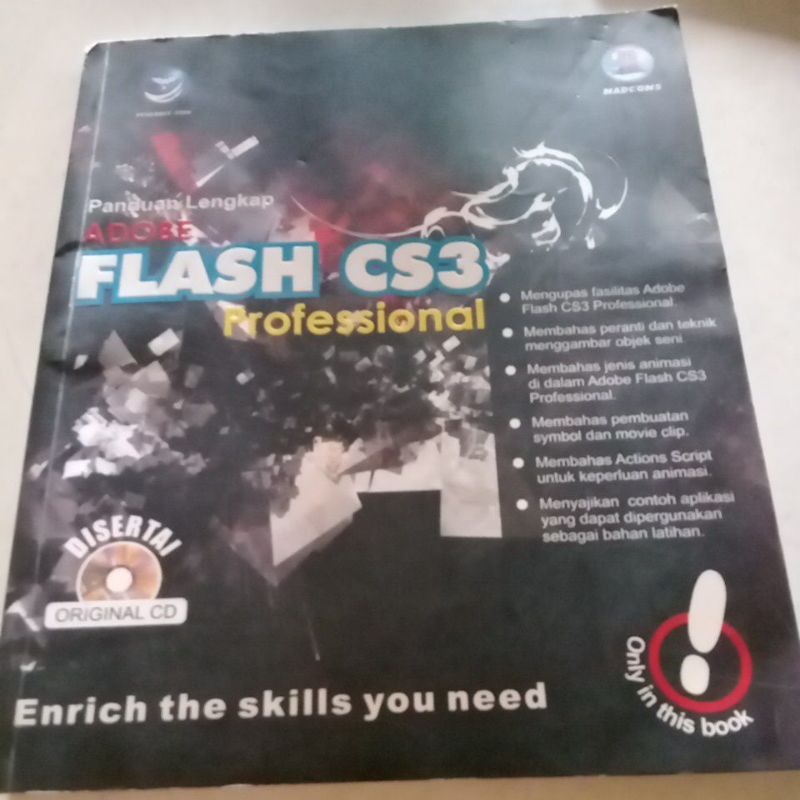 MADCOMS
Panduan Lengkap
ADOBE
FLASH CS3
Professional
Mengupas fasilitas Adobe
Flash CS3 Professional.
Membahas peranti dan teknik
menggambar objek seni
Membahas jenis animasi
di dalam Adobe Flash CS3
Professional.
Membahas pembuatan
symbol dan movie clip.
Membahas Actions Script
untuk keperluan animasi.
Menyajikan contoh aplikasi
yang dapat dipergunakan
sebagai bahan latihan.
DISERTAI
ORIGINAL CD
Only in this book
Enrich the skills you need